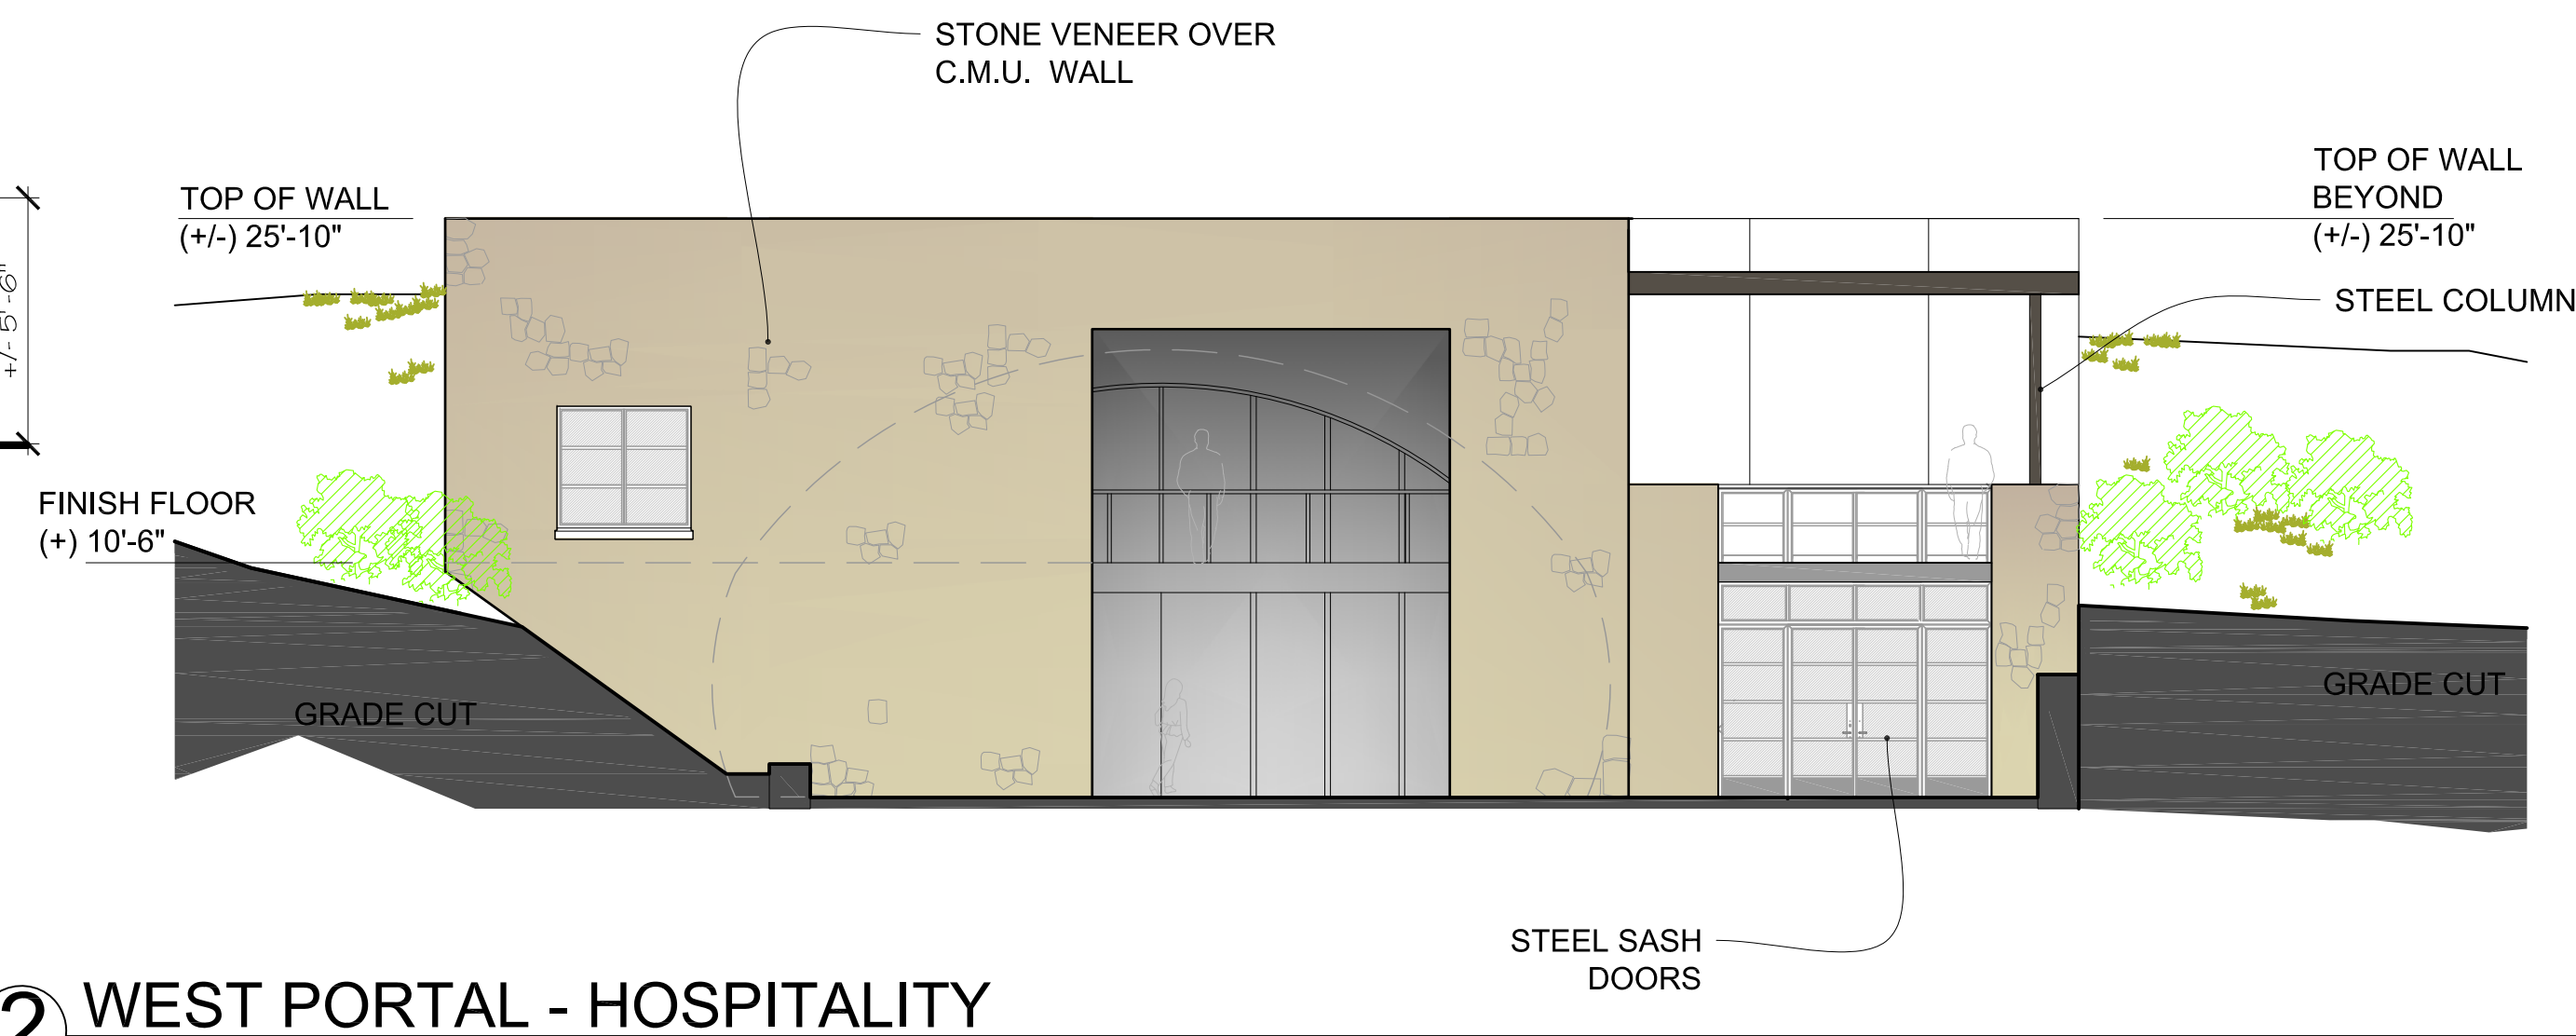 STONE VENEER OVER
C.M.U. WALL
TOP OF WALL
(+/-) 25'-10"
TOP OF WALL
BEYOND
(+/-) 25'-10"
+/- 5'-6"
STEEL COLUMN
FINISH FLOOR
(+) 10'-6"
GRADE CUT
GRADE CUT
STEEL SASH
DOORS
2 WEST PORTAL - HOSPITALITY